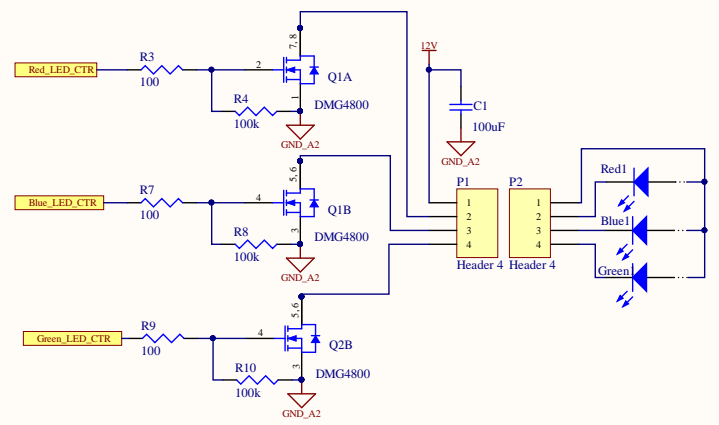 7, 8
R3
Red_LED_CTR
100
2
Q1A
1
R4
100k
DMG4800
GND_A2
12V
C1
100uF
GND_A2
5, 6
R7
Blue_LED_CTR
100
4
Q1B
3
R8
100k
DMG4800
GND_A2
P1
1
2
3
4
Header 4
P2
1
2
3
4
Header 4
Red1
Blue1
Green
5, 6
R9
Green_LED_CTR
100
4
Q2B
3
R10
100k
DMG4800
GND_A2